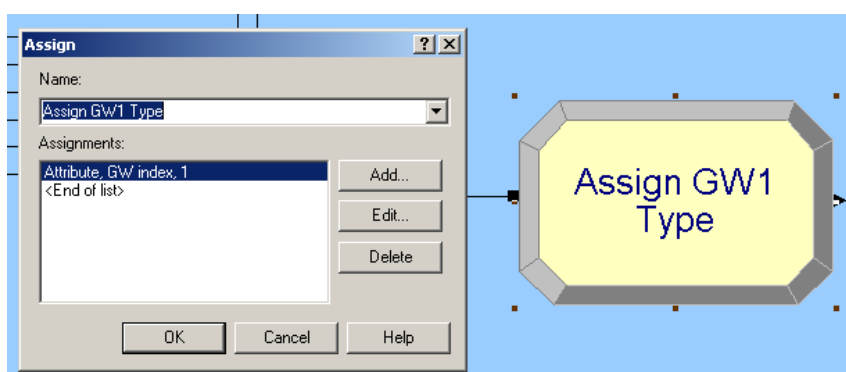 Assign
Name:
Assign GW1 Type
Assignments:
Attribute, GW index, 1
<End of list>
Add...
Edit...
Delete
OK Cancel Help
Assign GW1
Type